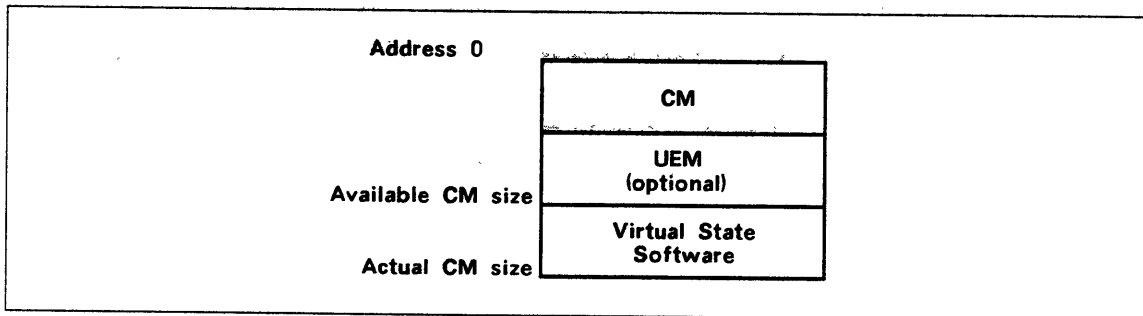 Address 0
CM
UEM
(optional)
Available CM size
Virtual State
Software
Actual CM size